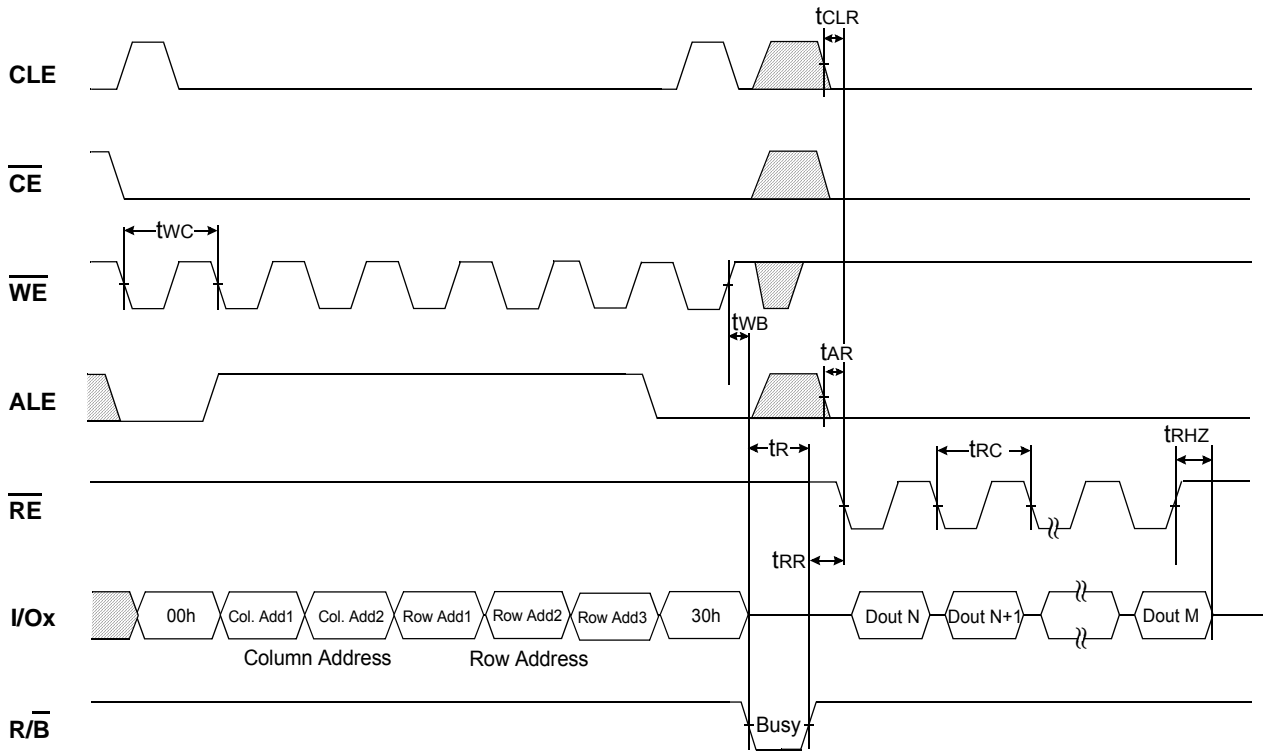 tCLR
CLE
CE
tWC
WE
tWB
tAR
ALE
tR
tRC
tRHZ
RE
tRR
I/Ox
00h
Col. Add1
Col. Add2
Row Add1
Row Add2
Row Add3
30h
Dout N
Dout N+1
Dout M
Column Address
Row Address
R/B
Busy